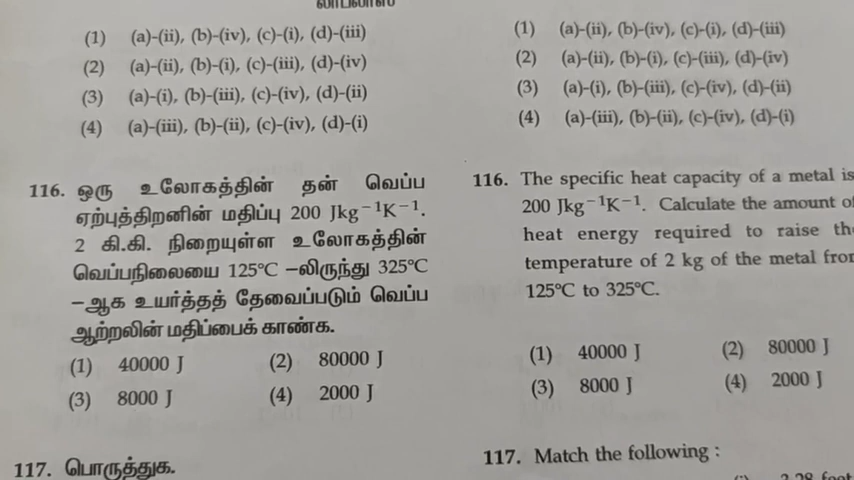 (1) (a)-(ii), (b)-(iv), (c)-(i), (d)-(iii)
(2) (a)-(ii), (b)-(i), (c)-(iii), (d)-(iv)
(3) (a)-(i), (b)-(iii), (c)-(iv), (d)-(ii)
(4) (a)-(iii), (b)-(ii), (c)-(iv), (d)-(i)
116. ஒரு உலோகத்தின் தன் வெப்ப
ஏற்புத்திறனின் மதிப்பு 200 Jkg⁻¹K⁻¹.
2 கி.கி. நிறையுள்ள உலோகத்தின்
வெப்பநிலையை 125°C –லிருந்து 325°C
–ஆக உயர்த்தத் தேவைப்படும் வெப்ப
ஆற்றலின் மதிப்பைக் காண்க.
(1) 40000 J (2) 80000 J
(3) 8000 J (4) 2000 J
117. பொருத்துக.
(1) (a)-(ii), (b)-(iv), (c)-(i), (d)-(iii)
(2) (a)-(ii), (b)-(i), (c)-(iii), (d)-(iv)
(3) (a)-(i), (b)-(iii), (c)-(iv), (d)-(ii)
(4) (a)-(iii), (b)-(ii), (c)-(iv), (d)-(i)
116. The specific heat capacity of a metal is
200 Jkg⁻¹K⁻¹. Calculate the amount of
heat energy required to raise the
temperature of 2 kg of the metal from
125°C to 325°C.
(1) 40000 J (2) 80000 J
(3) 8000 J (4) 2000 J
117. Match the following :